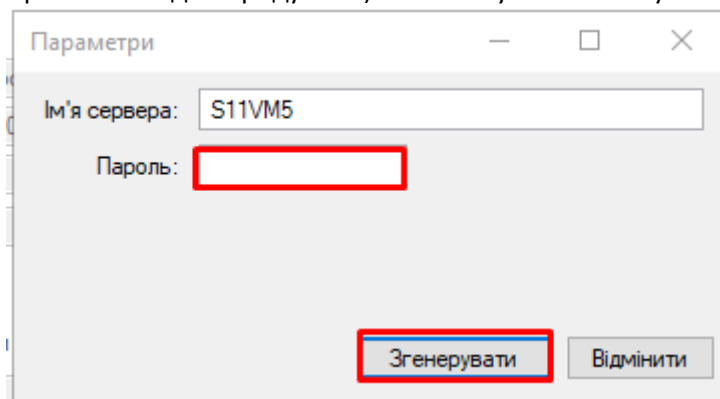 Параметри
Ім'я сервера: S11VM5
Пароль:
Згенерувати Відмінити